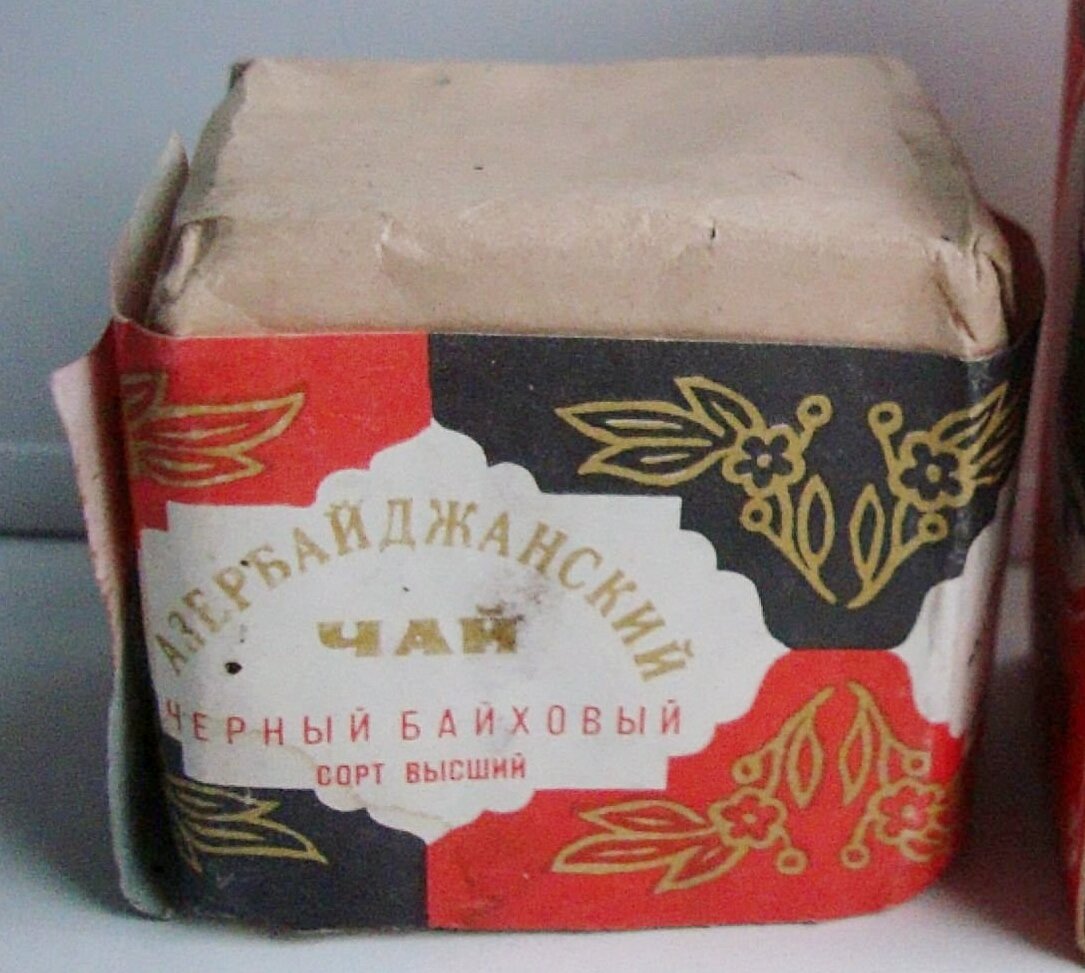 АЗЕРБАЙДЖАНСКИЙ
ЧАЙ
ЧЕРНЫЙ БАЙХОВЫЙ
СОРТ ВЫСШИЙ